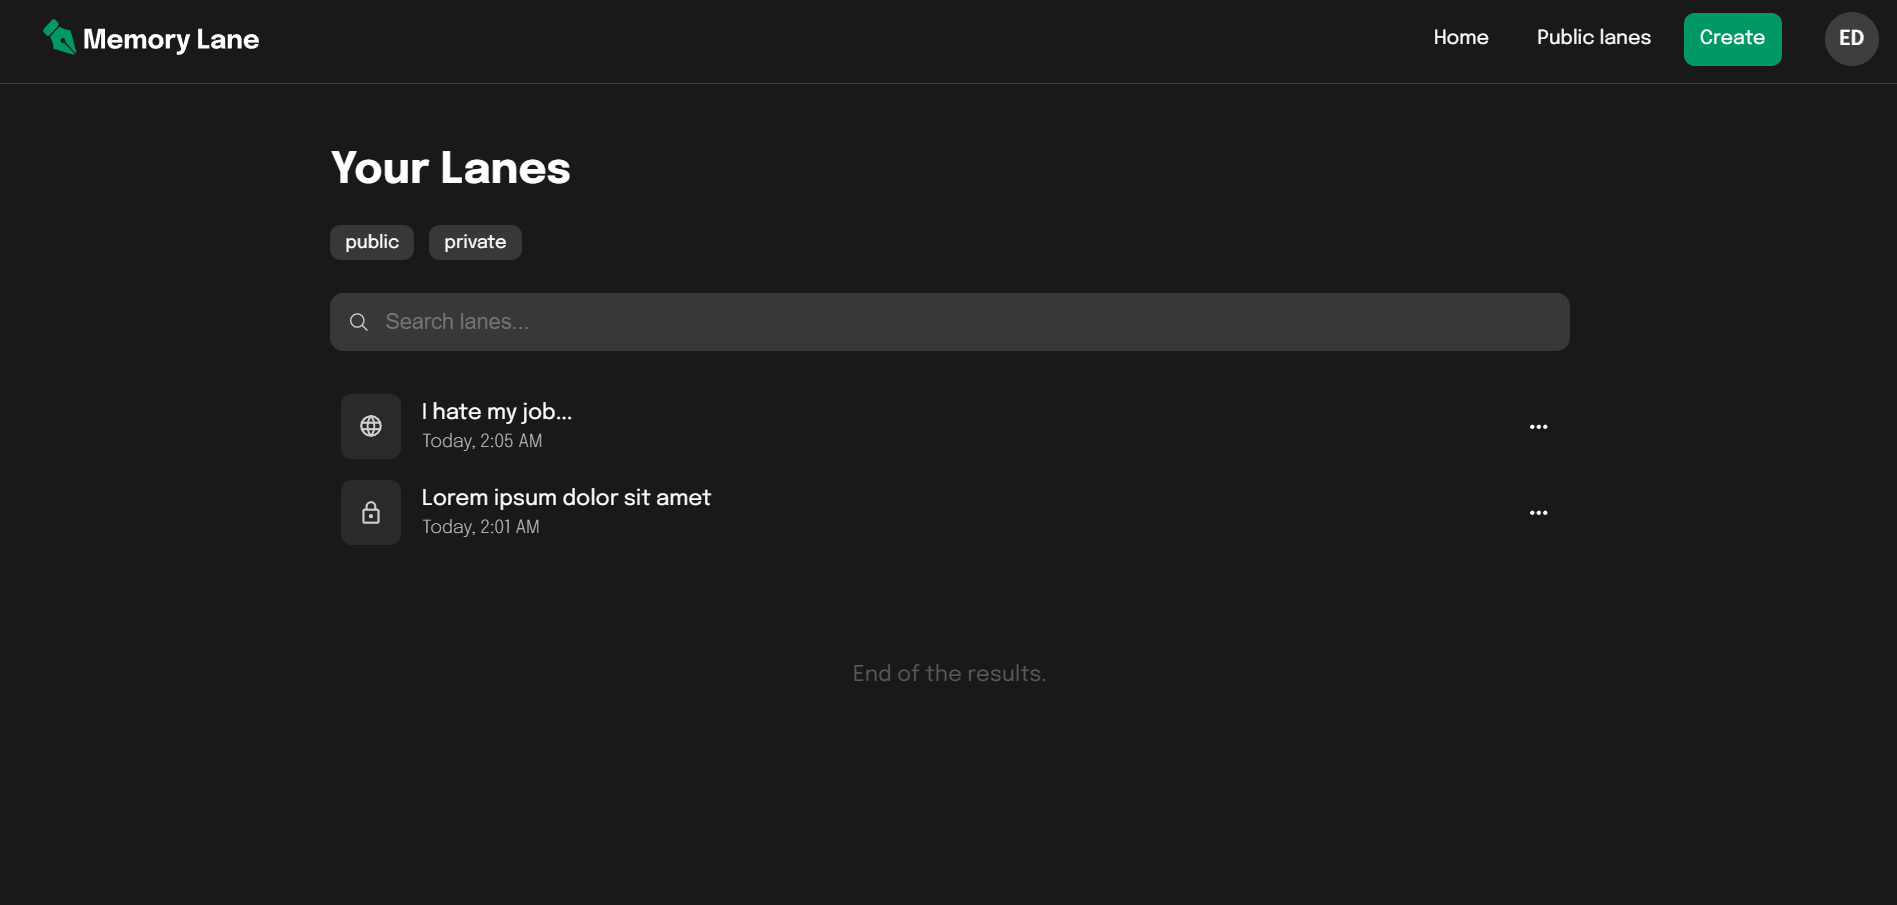 Memory Lane
Home
Public lanes
Create
ED
Your Lanes
public
private
Search lanes...
I hate my job...
Today, 2:05 AM
Lorem ipsum dolor sit amet
Today, 2:01 AM
End of the results.